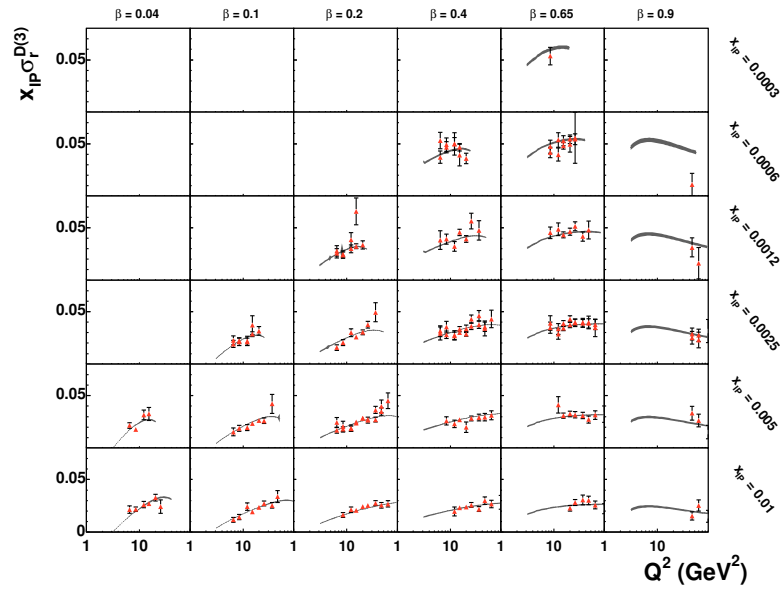 β = 0.04 β = 0.1 β = 0.2 β = 0.4 β = 0.65 β = 0.9
x_IP σ_r^D(3)
0.05
x_IP = 0.0003
0.05
x_IP = 0.0006
0.05
x_IP = 0.0012
0.05
x_IP = 0.0025
0.05
x_IP = 0.005
0.05
x_IP = 0.01
0
1 10 1 10 1 10 1 10 1 10 1 10
Q² (GeV²)